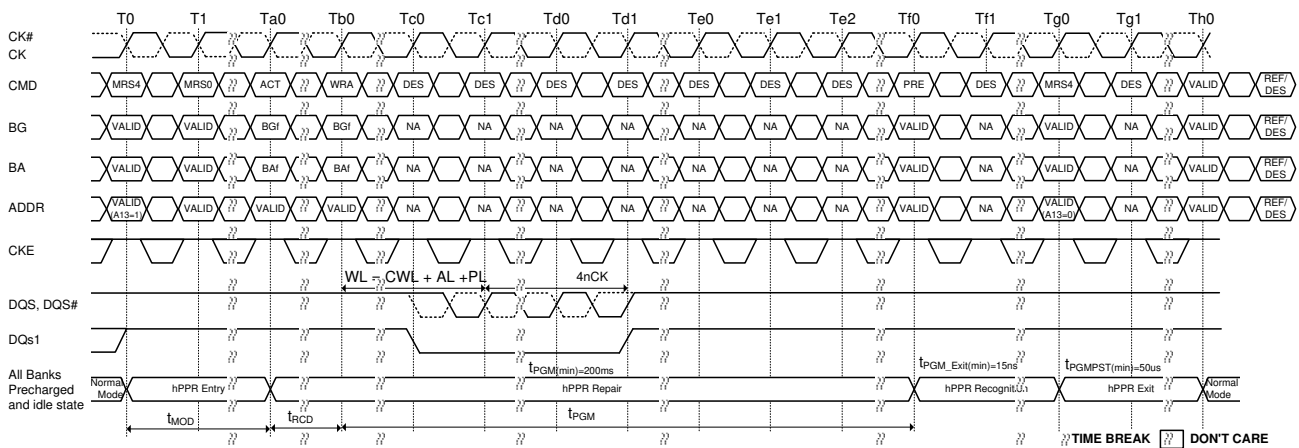 T0 T1 Ta0 Tb0 Tc0 Tc1 Td0 Td1 Te0 Te1 Te2 Tf0 Tf1 Tg0 Tg1 Th0
CK#
CK
CMD MRS4 MRS0 ACT WRA DES DES DES DES DES DES DES PRE DES MRS4 DES VALID REF/DES
BG VALID VALID BGf BGf NA NA NA NA NA NA NA VALID NA VALID NA VALID REF/DES
BA VALID VALID BAf BAf NA NA NA NA NA NA NA VALID NA VALID NA VALID REF/DES
ADDR VALID (A13=1) VALID VALID VALID NA NA NA NA NA NA NA VALID NA VALID (A13=0) NA VALID REF/DES
CKE
WL = CWL + AL +PL 4nCK
DQS, DQS#
DQs1
tPGM(min)=200ms tPGM_Exit(min)=15ns tPGMPST(min)=50us
All Banks
Precharged
and idle state
Normal Mode hPPR Entry hPPR Repair hPPR Recognition hPPR Exit Normal Mode
tMOD tRCD tPGM
TIME BREAK DON'T CARE